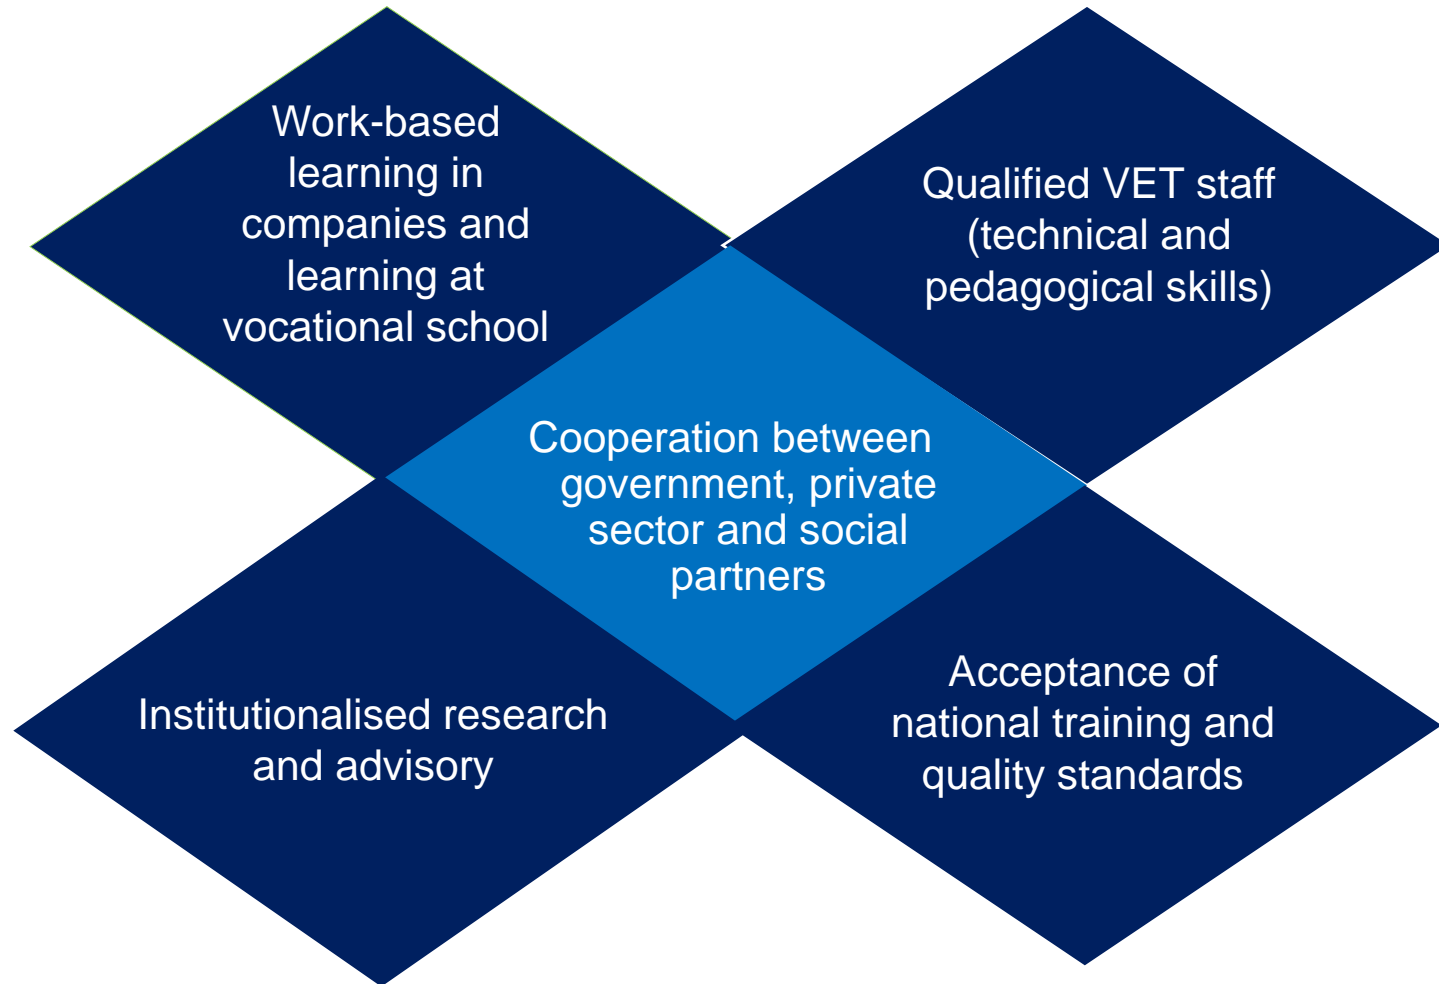 Work-based
learning in
companies and
learning at
vocational school
Qualified VET staff
(technical and
pedagogical skills)
Cooperation between
government, private
sector and social
partners
Institutionalised research
and advisory
Acceptance of
national training and
quality standards